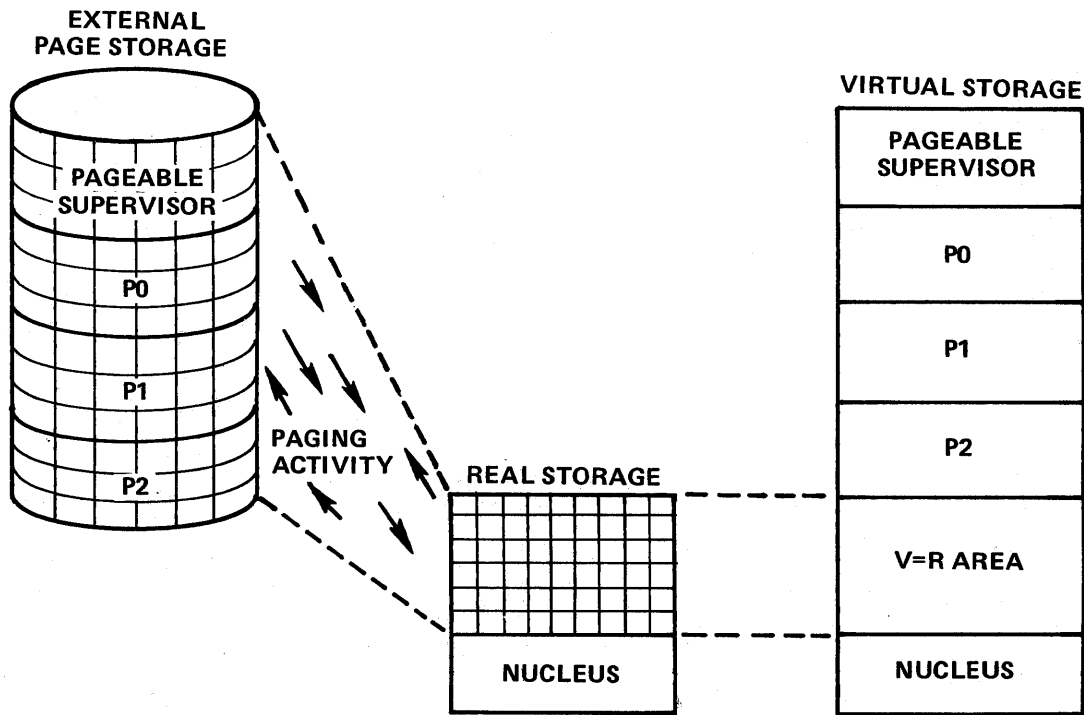 EXTERNAL
PAGE STORAGE
PAGEABLE
SUPERVISOR
P0
P1
P2
PAGING
ACTIVITY
REAL STORAGE
NUCLEUS
VIRTUAL STORAGE
PAGEABLE
SUPERVISOR
P0
P1
P2
V=R AREA
NUCLEUS